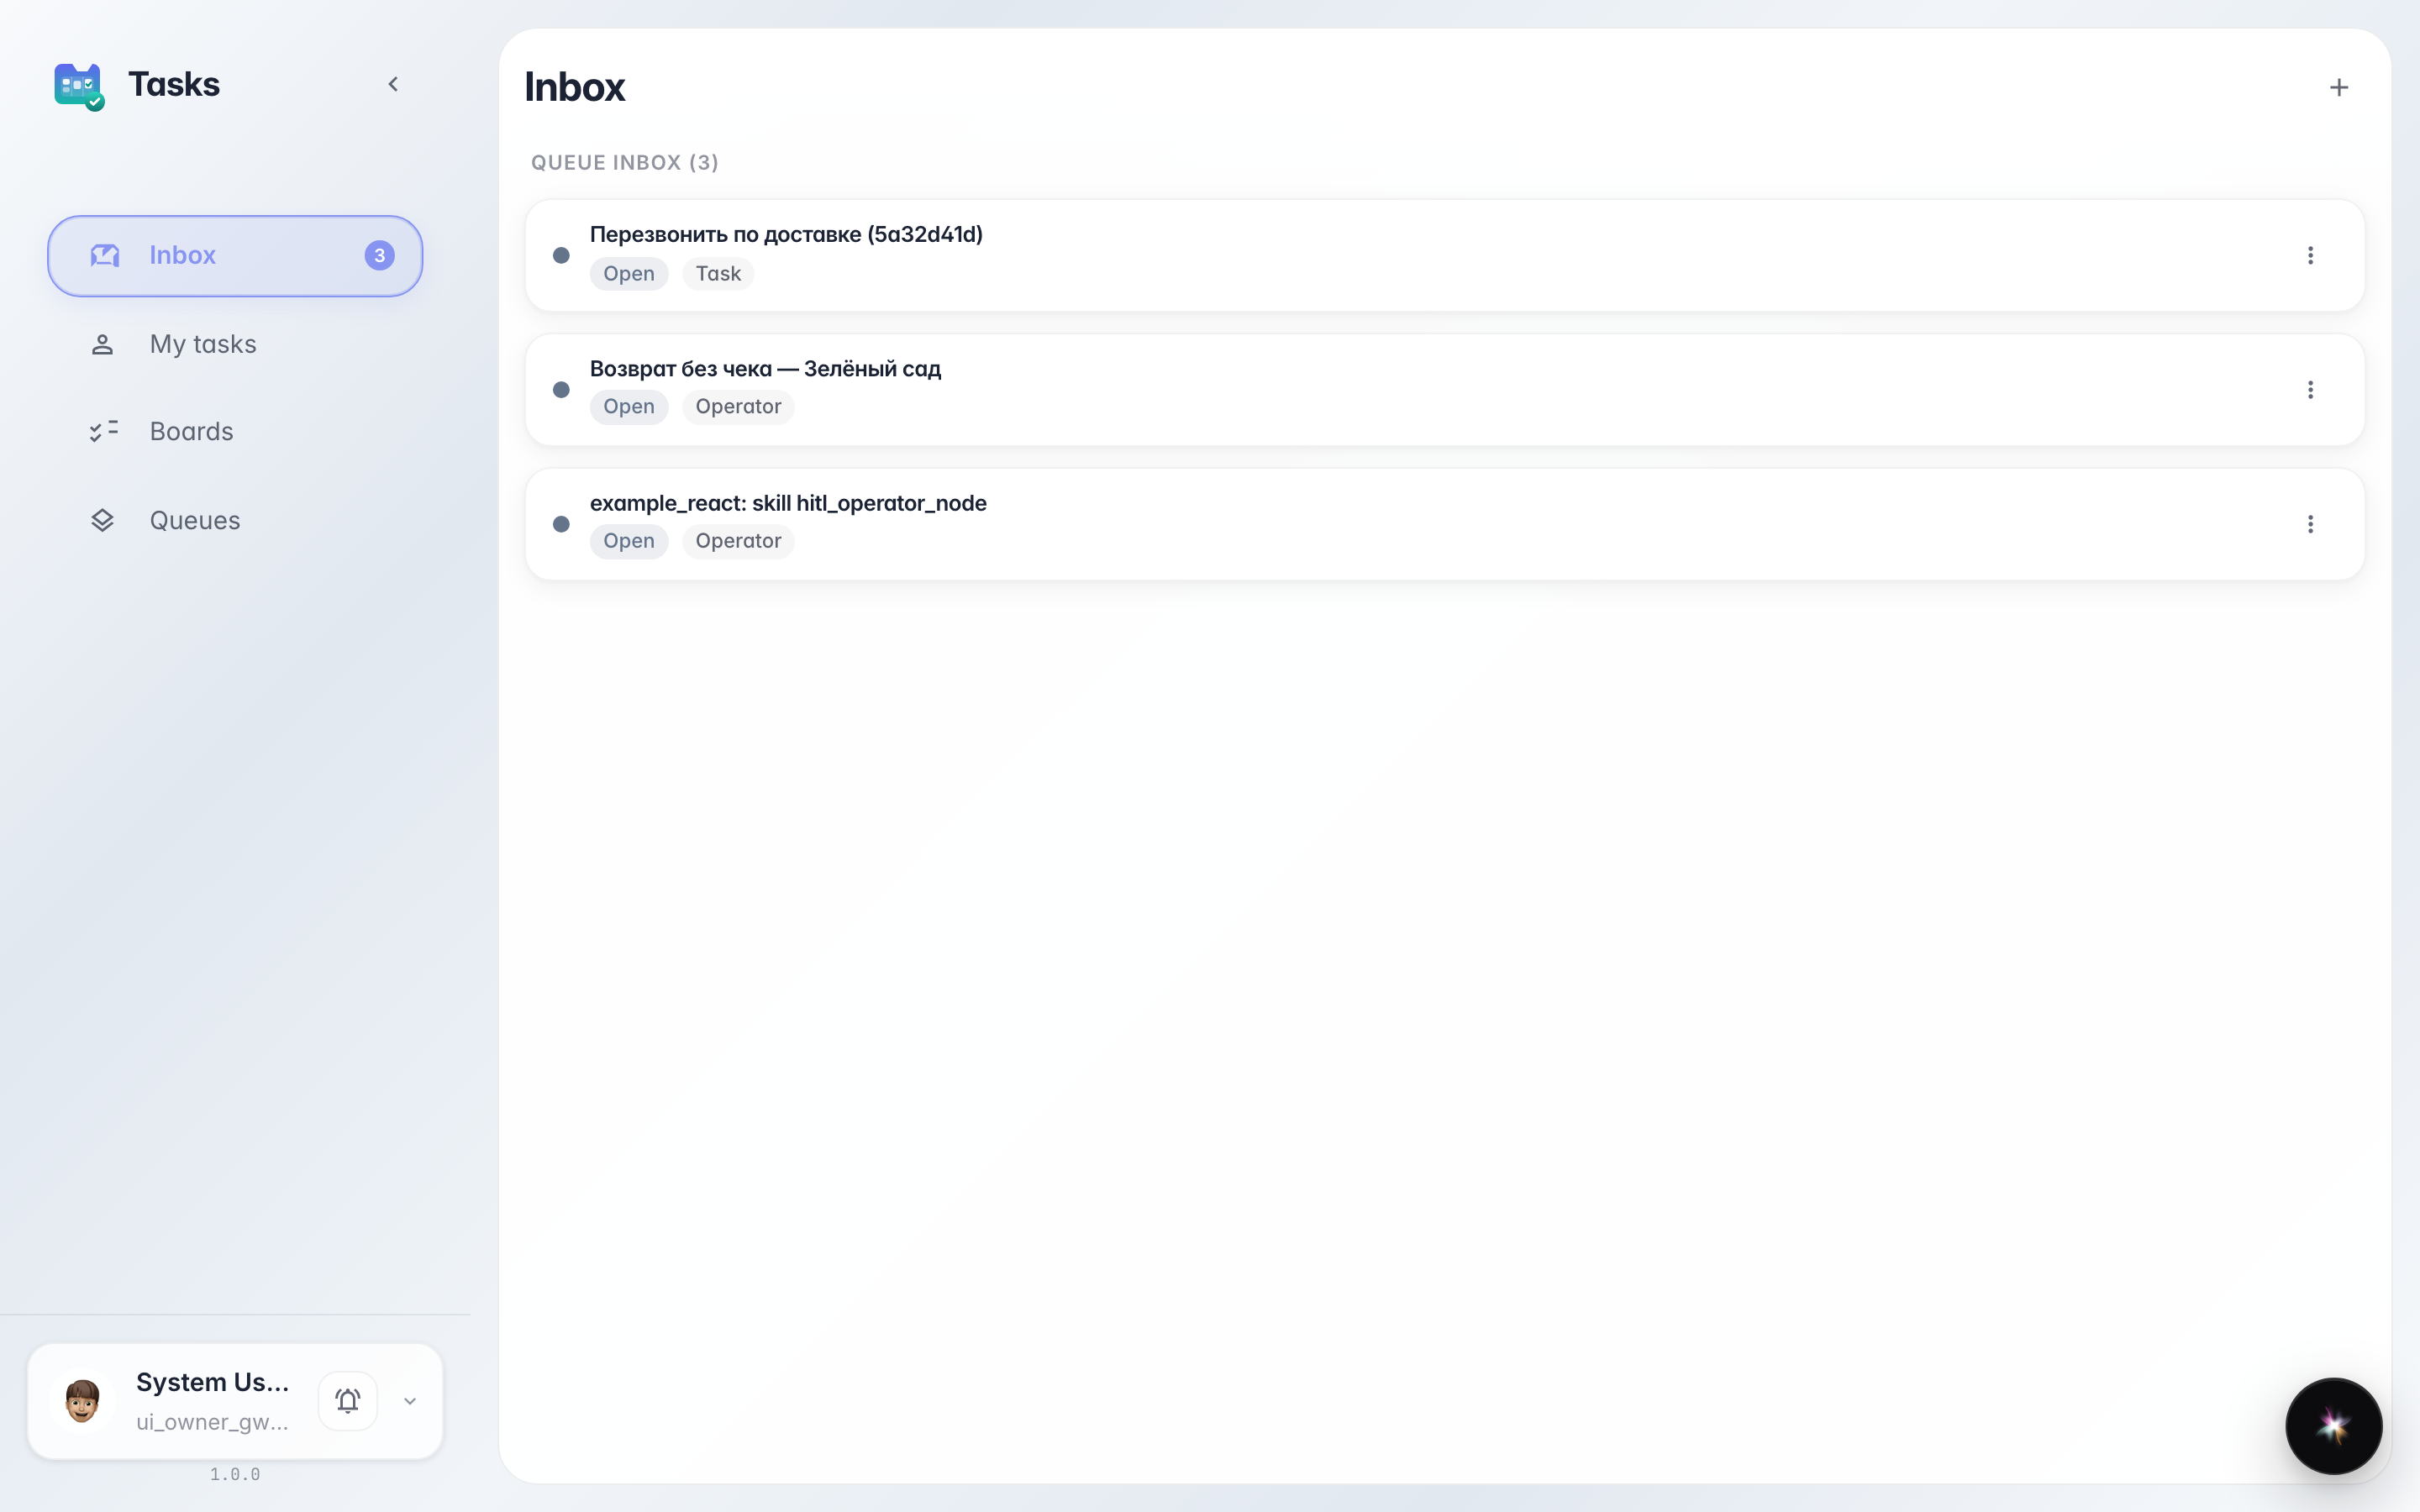 Tasks
Inbox
3
My tasks
Boards
Queues
System Us...
ui_owner_gw...
1.0.0
Inbox
QUEUE INBOX (3)
Перезвонить по доставке (5a32d41d)
Open Task
Возврат без чека — Зелёный сад
Open Operator
example_react: skill hitl_operator_node
Open Operator